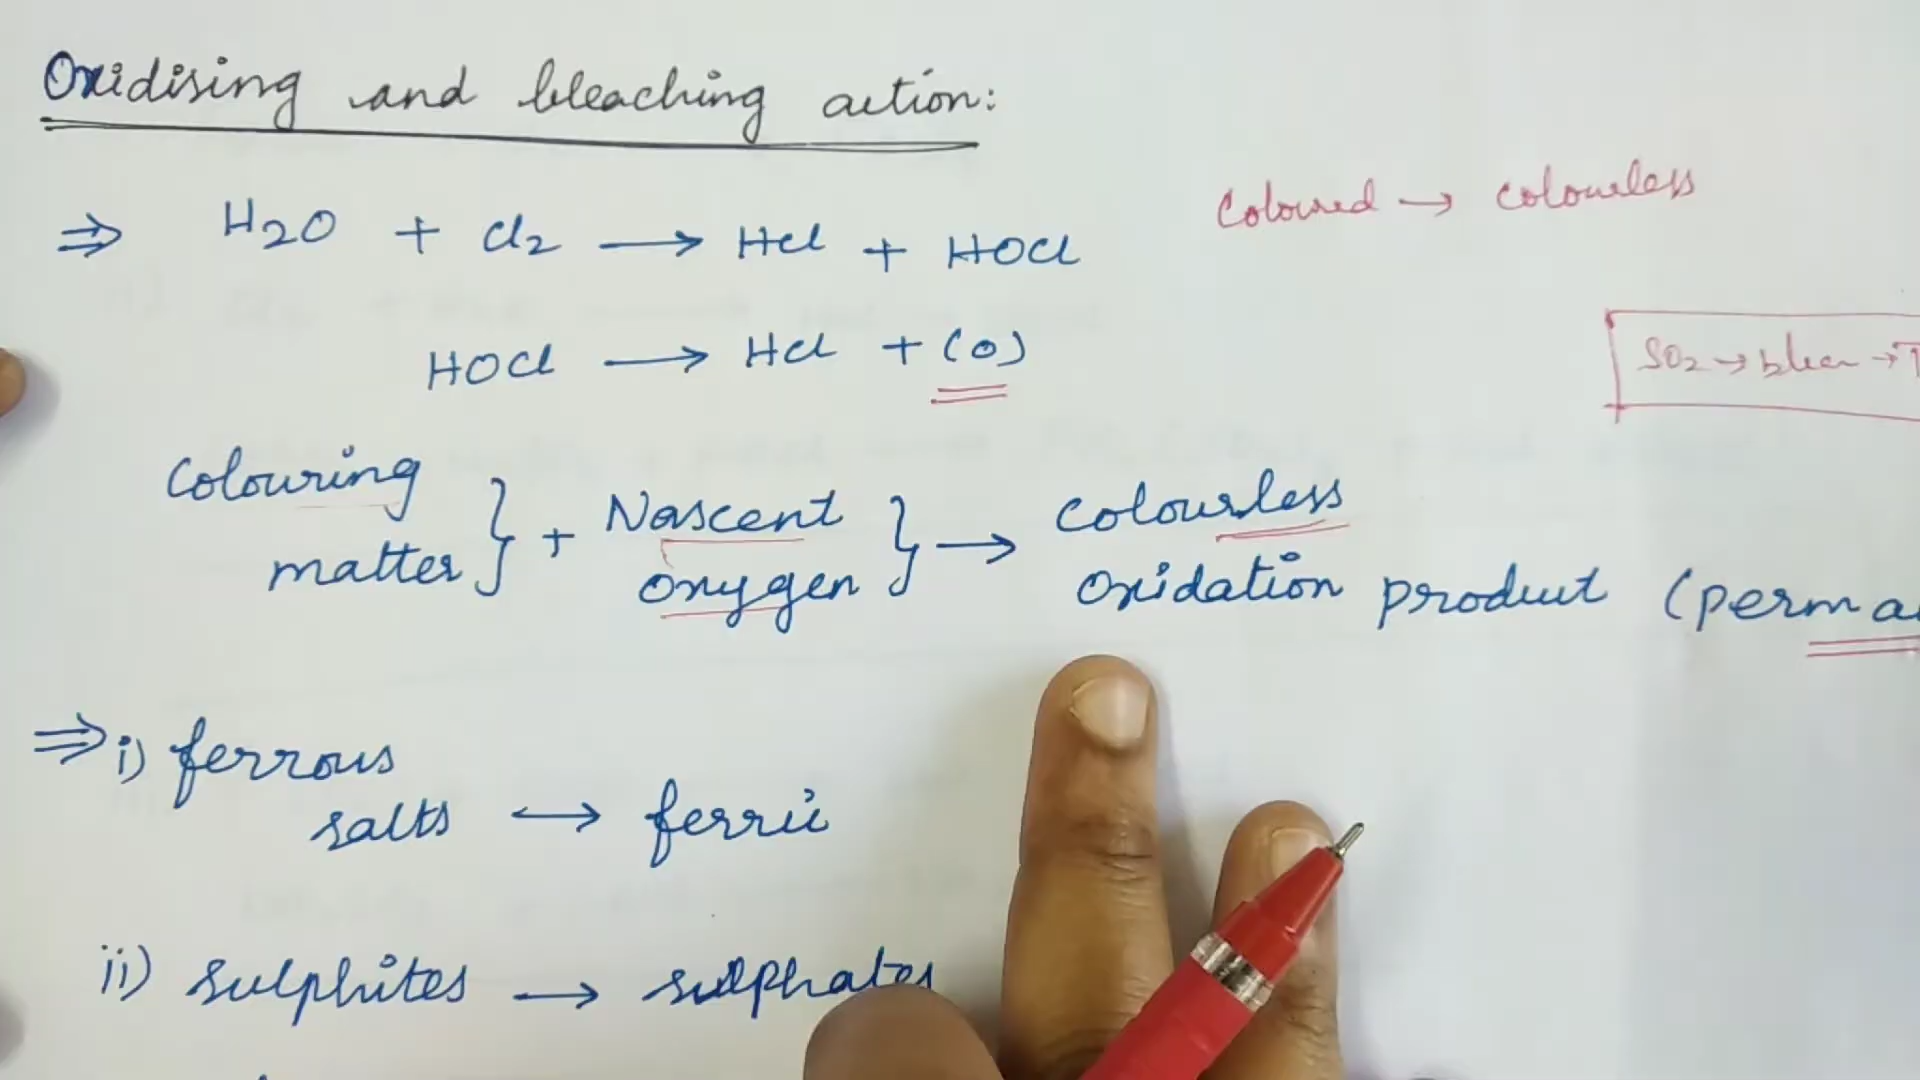 Oxidising and bleaching action:
⇒ H2O + Cl2 → HCl + HOCl
Coloured → colourless
HOCl → HCl + (O)
SO2 →
Colouring matter } + Nascent oxygen } → colourless oxidation product (perma
⇒ i) ferrous salts → ferric
ii) sulphites → sulphates